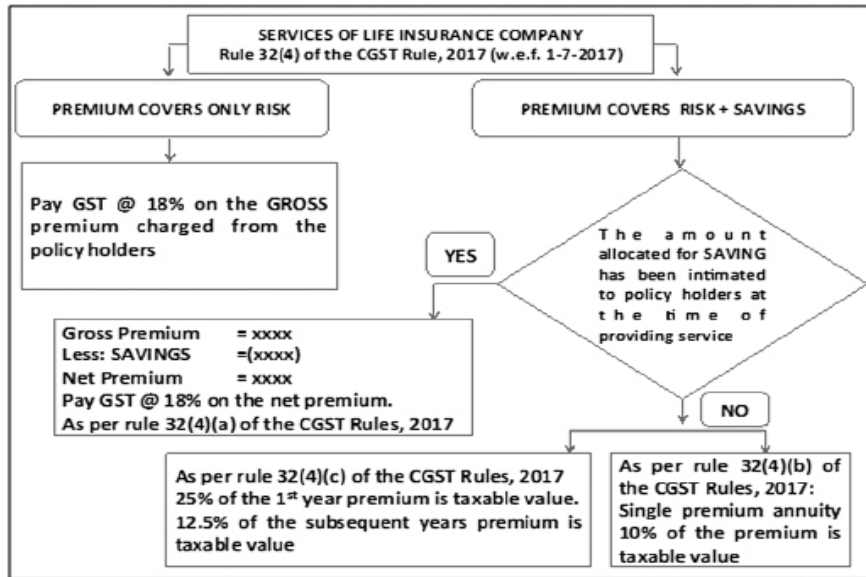 SERVICES OF LIFE INSURANCE COMPANY
Rule 32(4) of the CGST Rule, 2017 (w.e.f. 1-7-2017)
PREMIUM COVERS ONLY RISK
PREMIUM COVERS RISK + SAVINGS
Pay GST @ 18% on the GROSS
premium charged from the
policy holders
The amount
allocated for SAVING
has been intimated
to policy holders at
the time of
providing service
YES
Gross Premium = xxxx
Less: SAVINGS =(xxxx)
Net Premium = xxxx
Pay GST @ 18% on the net premium.
As per rule 32(4)(a) of the CGST Rules, 2017
NO
As per rule 32(4)(c) of the CGST Rules, 2017
25% of the 1st year premium is taxable value.
12.5% of the subsequent years premium is
taxable value
As per rule 32(4)(b) of
the CGST Rules, 2017:
Single premium annuity
10% of the premium is
taxable value